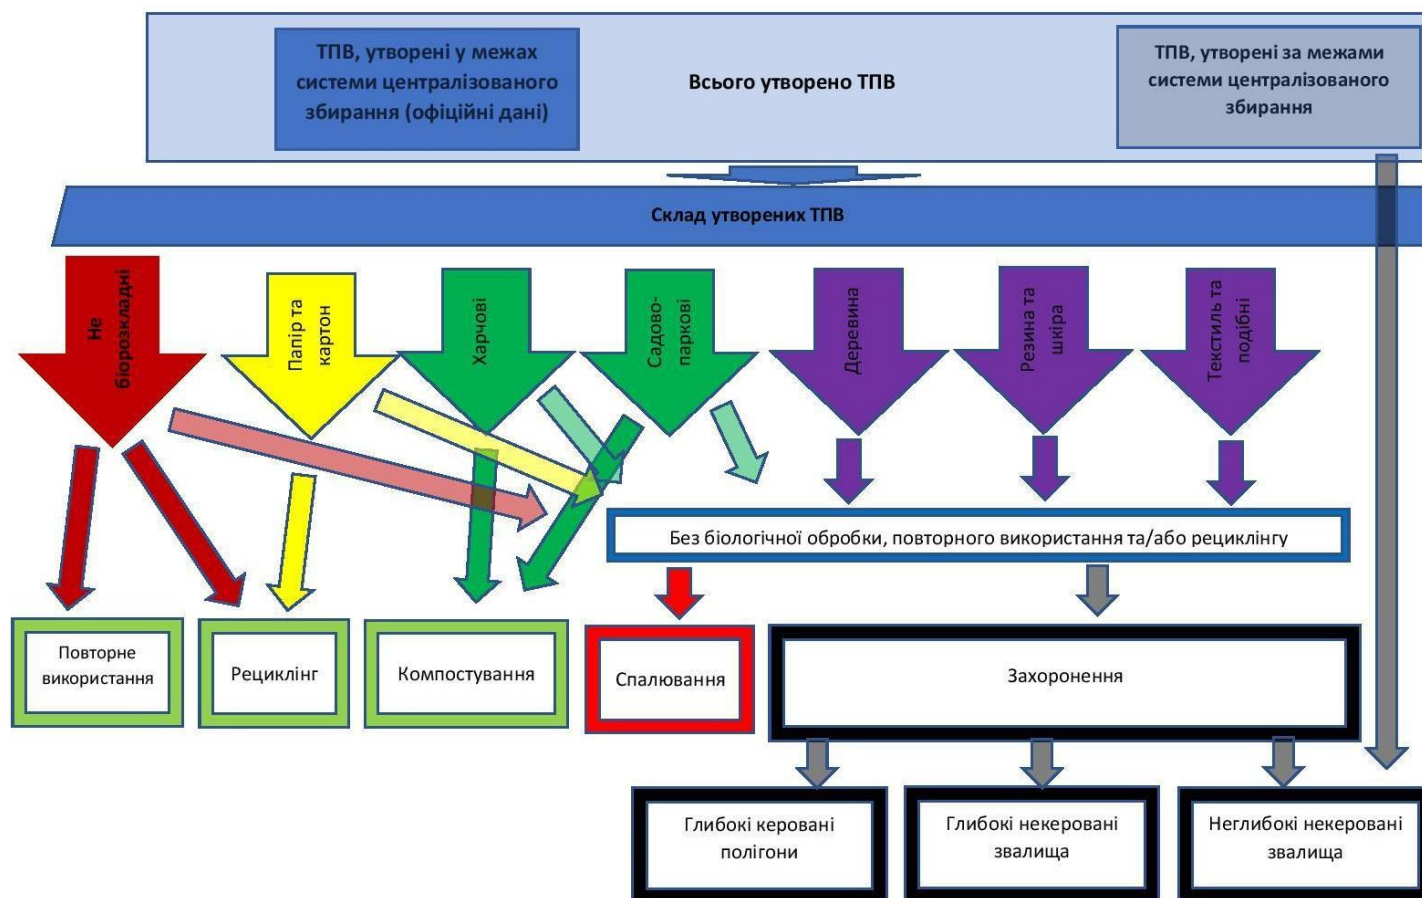 ТПВ, утворені у межах
системи централізованого
збирання (офіційні дані)
Всього утворено ТПВ
ТПВ, утворені за межами
системи централізованого
збирання
Склад утворених ТПВ
Не
біорозкладні
Папір та
картон
Харчові
Садово-
паркові
Деревина
Резина та
шкіра
Текстиль та
подібні
Без біологічної обробки, повторного використання та/або рециклінгу
Повторне
використання
Рециклінг
Компостування
Спалювання
Захоронення
Глибокі керовані
полігони
Глибокі некеровані
звалища
Неглибокі некеровані
звалища